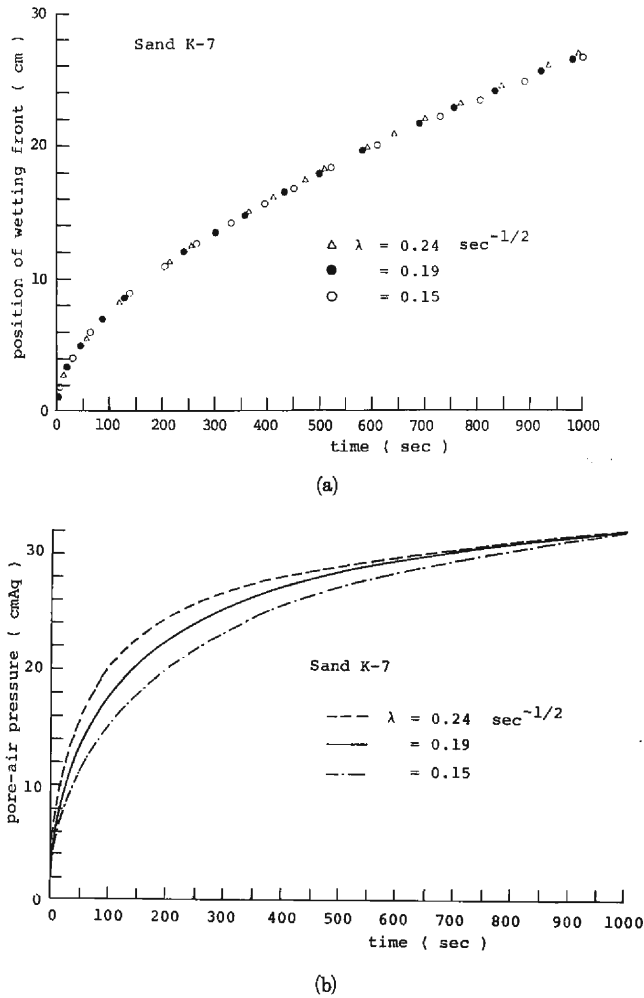 position of wetting front ( cm )
30
20
10
0
Sand K-7
△ λ = 0.24 sec-1/2
● = 0.19
○ = 0.15
0 100 200 300 400 500 600 700 800 900 1000
time ( sec )
(a)
pore-air pressure ( cmAq )
30
20
10
0
Sand K-7
λ = 0.24 sec-1/2
= 0.19
= 0.15
0 100 200 300 400 500 600 700 800 900 1000
time ( sec )
(b)